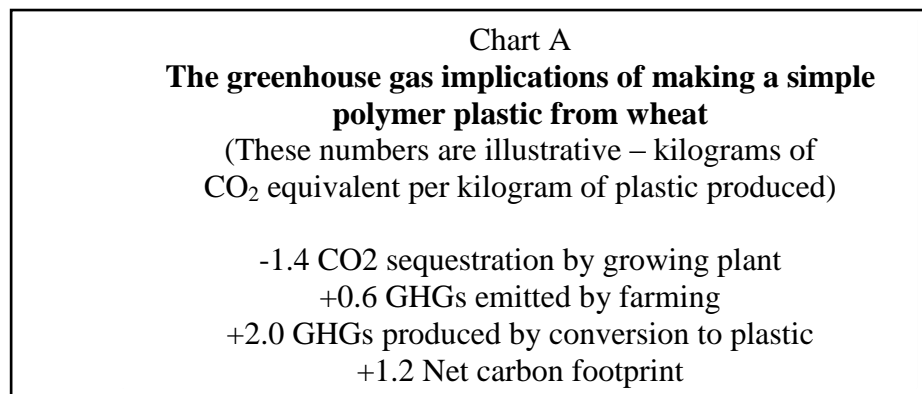 Chart A
The greenhouse gas implications of making a simple
polymer plastic from wheat
(These numbers are illustrative – kilograms of
CO₂ equivalent per kilogram of plastic produced)
-1.4 CO2 sequestration by growing plant
+0.6 GHGs emitted by farming
+2.0 GHGs produced by conversion to plastic
+1.2 Net carbon footprint